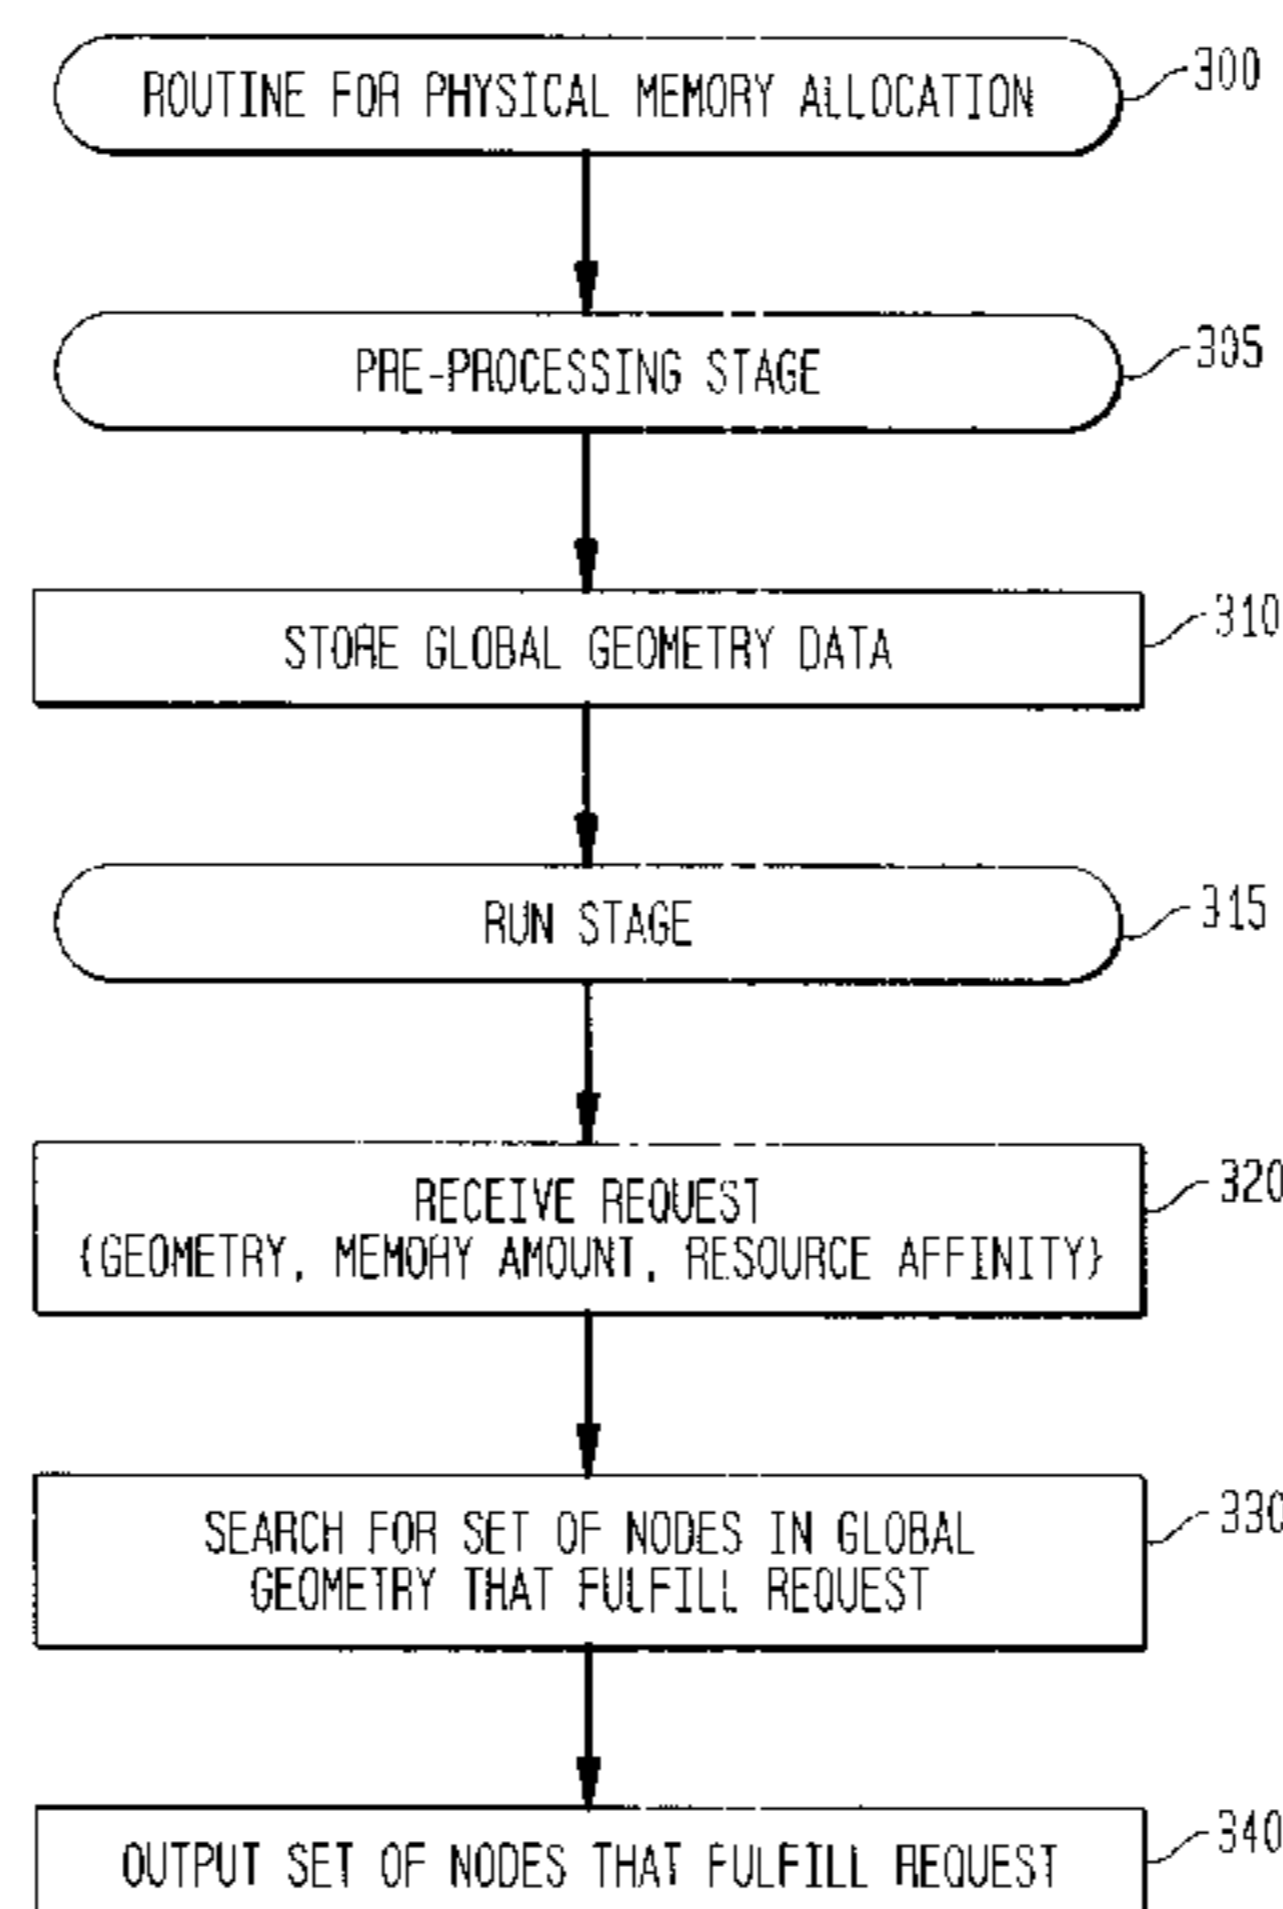 ROUTINE FOR PHYSICAL MEMORY ALLOCATION
300
PRE-PROCESSING STAGE
305
STORE GLOBAL GEOMETRY DATA
310
RUN STAGE
315
RECEIVE REQUEST
{GEOMETRY, MEMORY AMOUNT, RESOURCE AFFINITY}
320
SEARCH FOR SET OF NODES IN GLOBAL
GEOMETRY THAT FULFILL REQUEST
330
OUTPUT SET OF NODES THAT FULFILL REQUEST
340